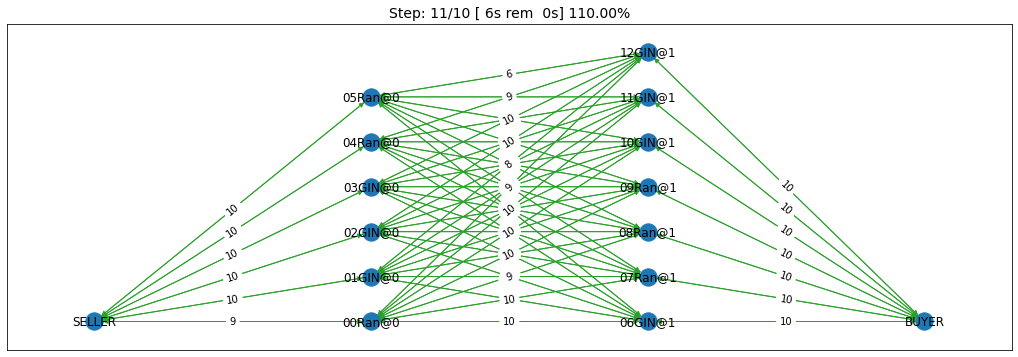 Step: 11/10 [ 6s rem  0s] 110.00%
12GIN@1
6
05Ran@0
9
11GIN@1
10
04Ran@0
10
10GIN@1
8
03GIN@0
9
09Ran@1
10
10
10
10
10
02GIN@0
10
08Ran@1
10
10
10
10
01GIN@0
9
07Ran@1
10
10
10
10
SELLER
9
00Ran@0
10
06GIN@1
10
BUYER